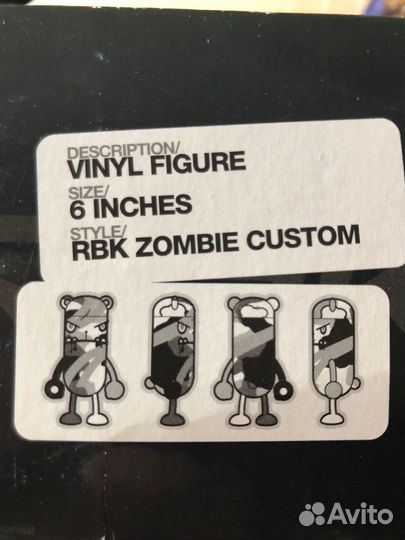 DESCRIPTION/
VINYL FIGURE
SIZE/
6 INCHES
STYLE/
RBK ZOMBIE CUSTOM
Avito